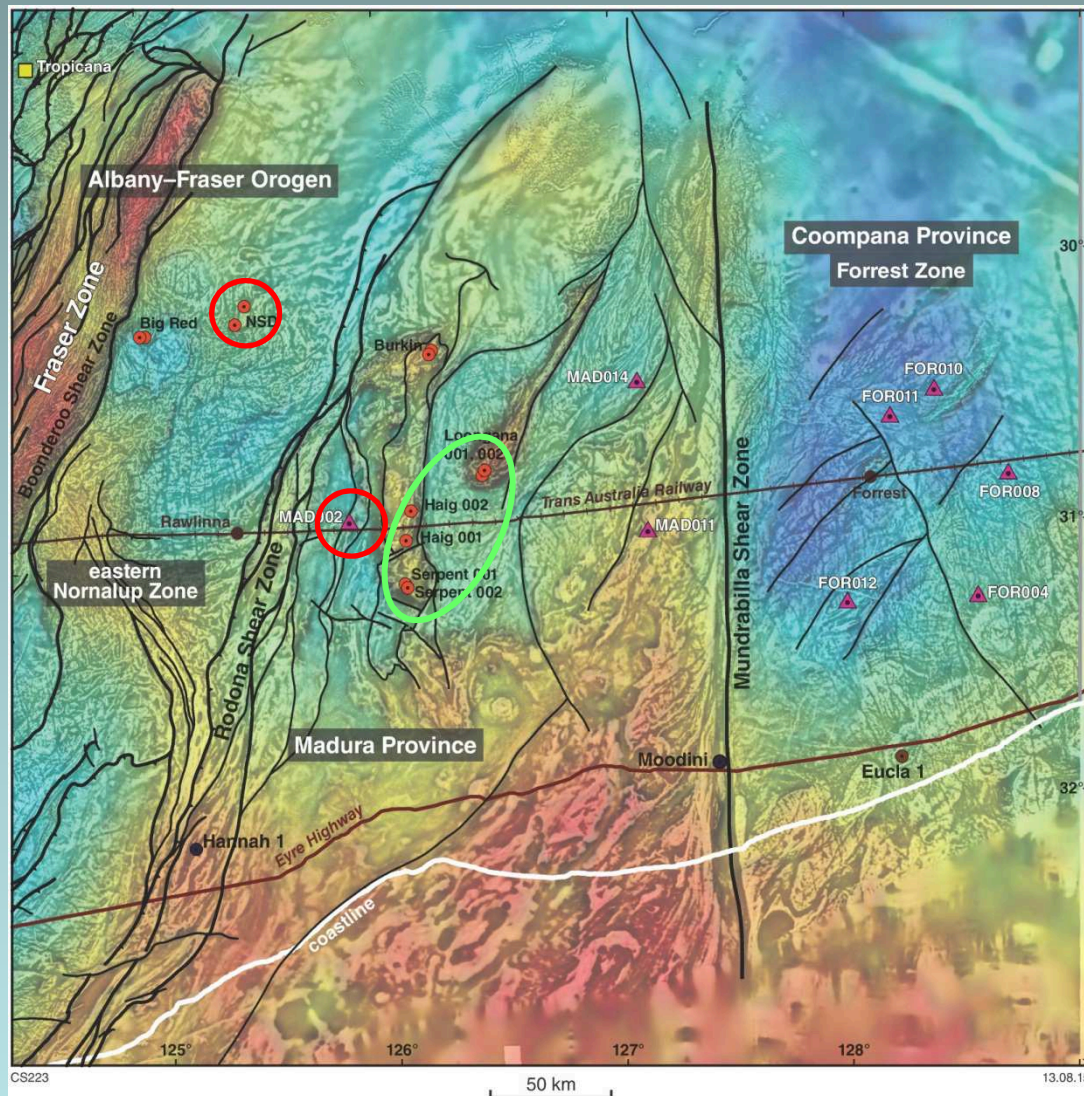 Tropicana
Albany–Fraser Orogen
Coompana Province
Forrest Zone
30°
Fraser Zone
Boonderoo Shear Zone
Big Red
NSD
Burkin
MAD014
FOR010
FOR011
Loongana
001, 002
Haig 002
Trans Australia Railway
Forrest
FOR008
31°
Rawlinna
MAD002
Haig 001
MAD011
eastern
Nornalup Zone
Serpent 001
Serpent 002
FOR012
FOR004
Rodona Shear Zone
Mundrabilla Shear Zone
Madura Province
Moodini
Eucla 1
32°
Hannah 1
Eyre Highway
coastline
125°
126°
127°
128°
CS223
50 km